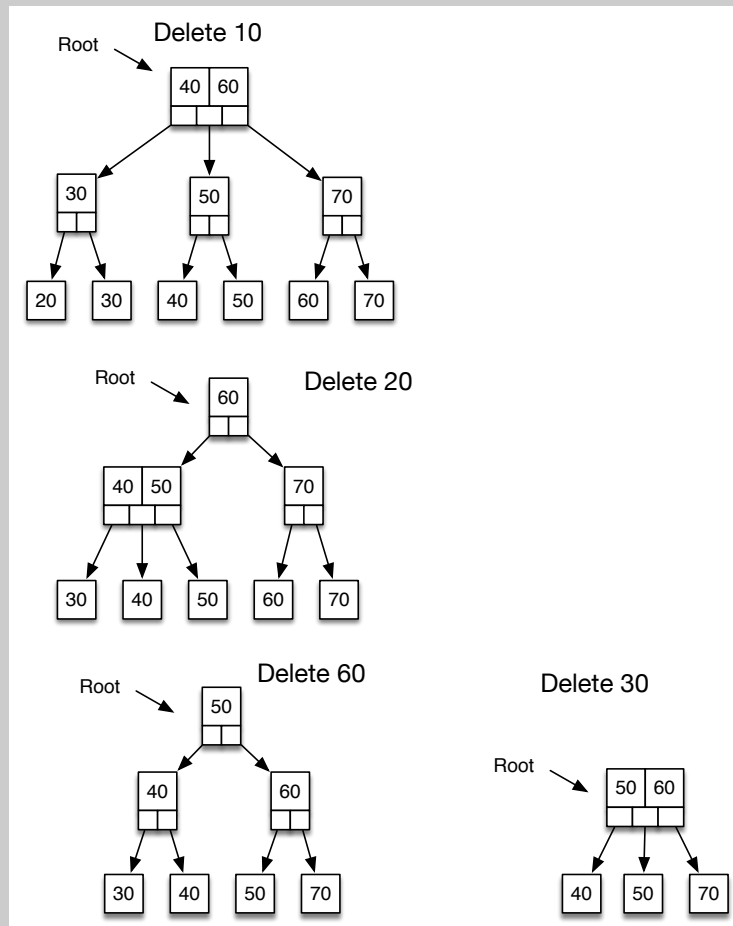 Delete 10
Root
40 60
30 50 70
20 30 40 50 60 70
Root
Delete 20
60
40 50 70
30 40 50 60 70
Delete 60
Root
50
40 60
30 40 50 70
Delete 30
Root
50 60
40 50 70